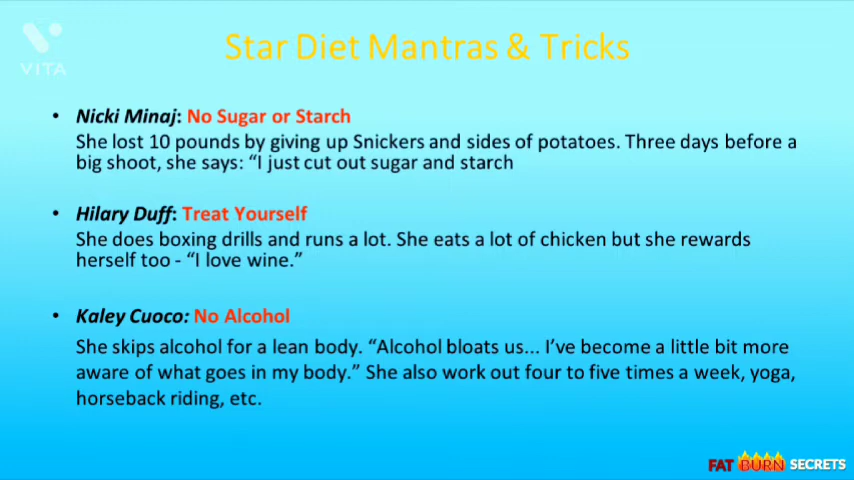 VITA
Star Diet Mantras & Tricks
• Nicki Minaj: No Sugar or Starch
She lost 10 pounds by giving up Snickers and sides of potatoes. Three days before a
big shoot, she says: “I just cut out sugar and starch
• Hilary Duff: Treat Yourself
She does boxing drills and runs a lot. She eats a lot of chicken but she rewards
herself too - “I love wine.”
• Kaley Cuoco: No Alcohol
She skips alcohol for a lean body. “Alcohol bloats us... I’ve become a little bit more
aware of what goes in my body.” She also work out four to five times a week, yoga,
horseback riding, etc.
FAT BURN SECRETS